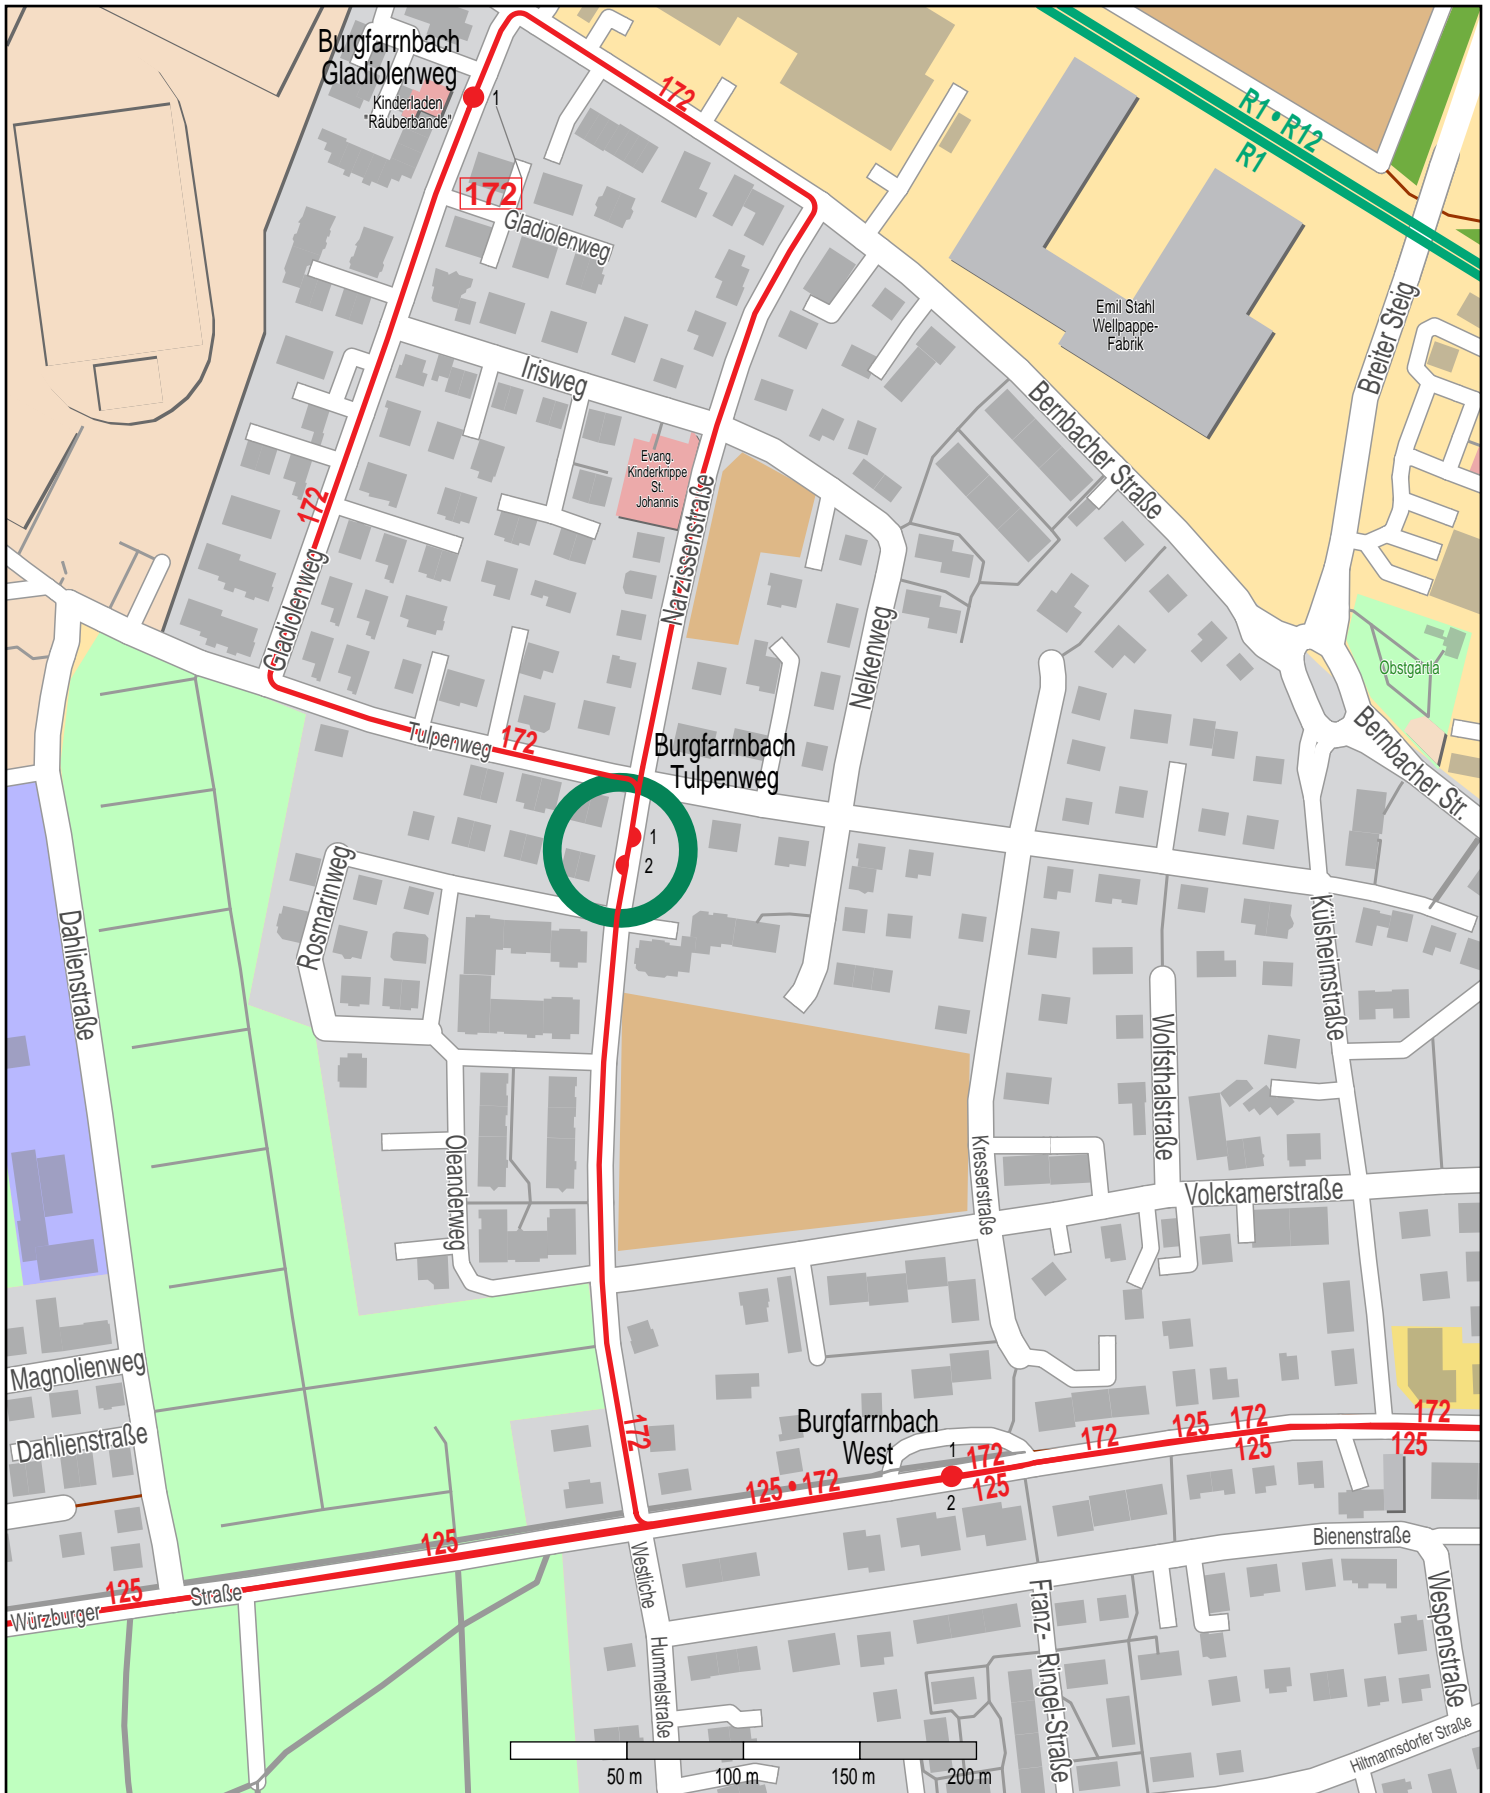 Burgfarrnbach
Gladiolenweg
Kinderladen
"Räuberbande"
1
172
172
Gladiolenweg
R1 • R12
R1
Emil Stahl
Wellpappe-
Fabrik
Breiter Steig
Irisweg
Bernbacher Straße
Evang.
Kinderkrippe
St.
Johannis
172
Narzissenstraße
Gladiolenweg
Nelkenweg
Obstgärtla
Tulpenweg
172
Burgfarrnbach
Tulpenweg
Bernbacher Str.
1
2
Rosmarinweg
Dahlienstraße
Külsheimstraße
Wolfsthalstraße
Oleanderweg
Kresserstraße
Volckamerstraße
Magnolienweg
Dahlienstraße
172
Burgfarrnbach
West
1
2
125 • 172
172
125
172
125
172
125
172
125
125
125
Würzburger
Straße
Westliche
Hummelstraße
Bienenstraße
Franz-
Ringel-Straße
Wespenstraße
Hiltmannsdorfer Straße
50 m
100 m
150 m
200 m